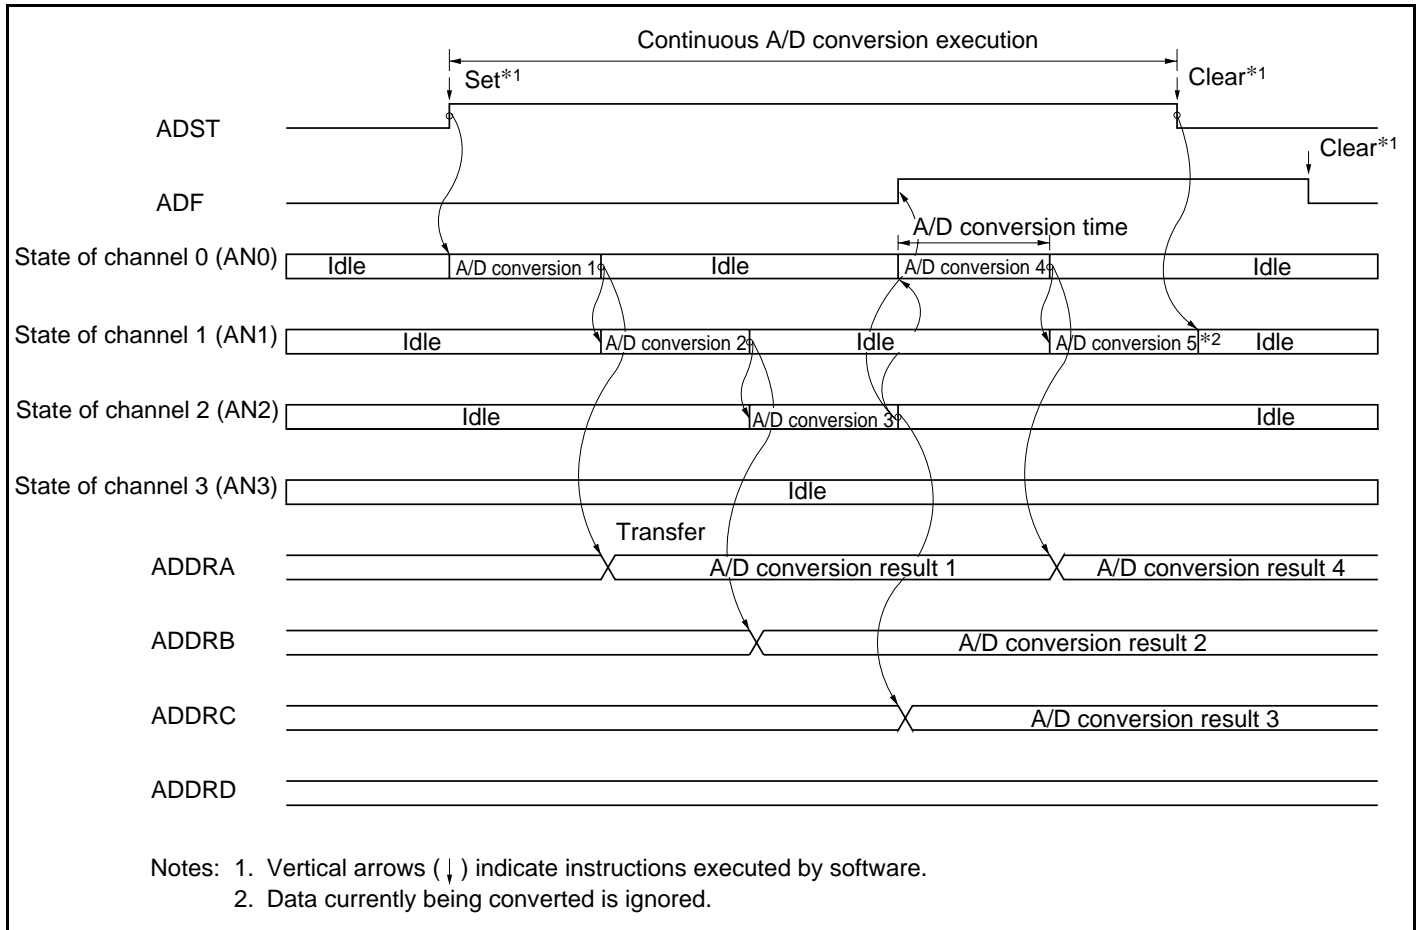 Continuous A/D conversion execution
Set*1
Clear*1
ADST
Clear*1
ADF
A/D conversion time
State of channel 0 (AN0)
Idle
A/D conversion 1
Idle
A/D conversion 4
Idle
State of channel 1 (AN1)
Idle
A/D conversion 2
Idle
A/D conversion 5
*2
Idle
State of channel 2 (AN2)
Idle
A/D conversion 3
Idle
State of channel 3 (AN3)
Idle
Transfer
ADDRA
A/D conversion result 1
A/D conversion result 4
ADDRB
A/D conversion result 2
ADDRC
A/D conversion result 3
ADDRD
Notes: 1. Vertical arrows (↓) indicate instructions executed by software.
2. Data currently being converted is ignored.